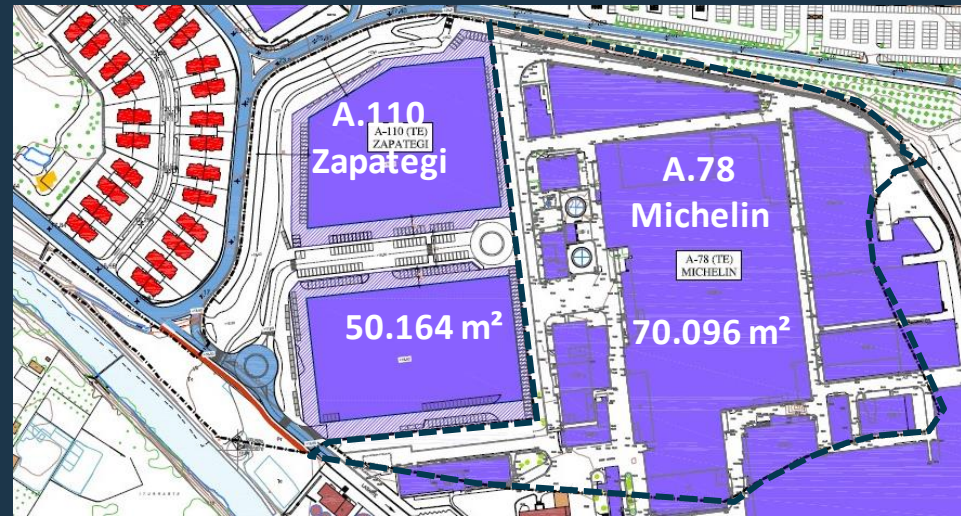 A.110
Zapategi
A-110 (TE)
ZAPATEGI
A.78
Michelin
A-78 (TE)
MICHELIN
50.164 m²
70.096 m²